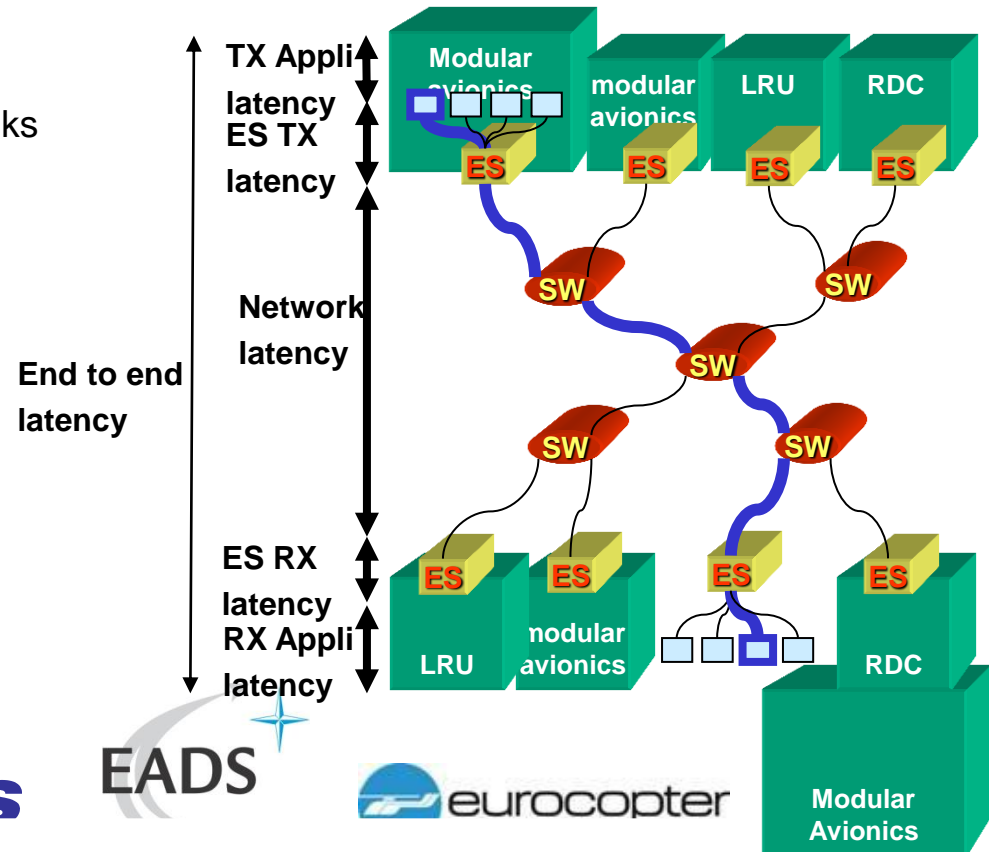 TX Appli
latency
ES TX
latency
Network
latency
End to end
latency
ES RX
latency
RX Appli
latency
ks
Modular
avionics
modular
avionics
LRU
RDC
ES
ES
ES
ES
SW
SW
SW
SW
SW
ES
ES
ES
ES
LRU
modular
avionics
RDC
Modular
Avionics
EADS
eurocopter
s